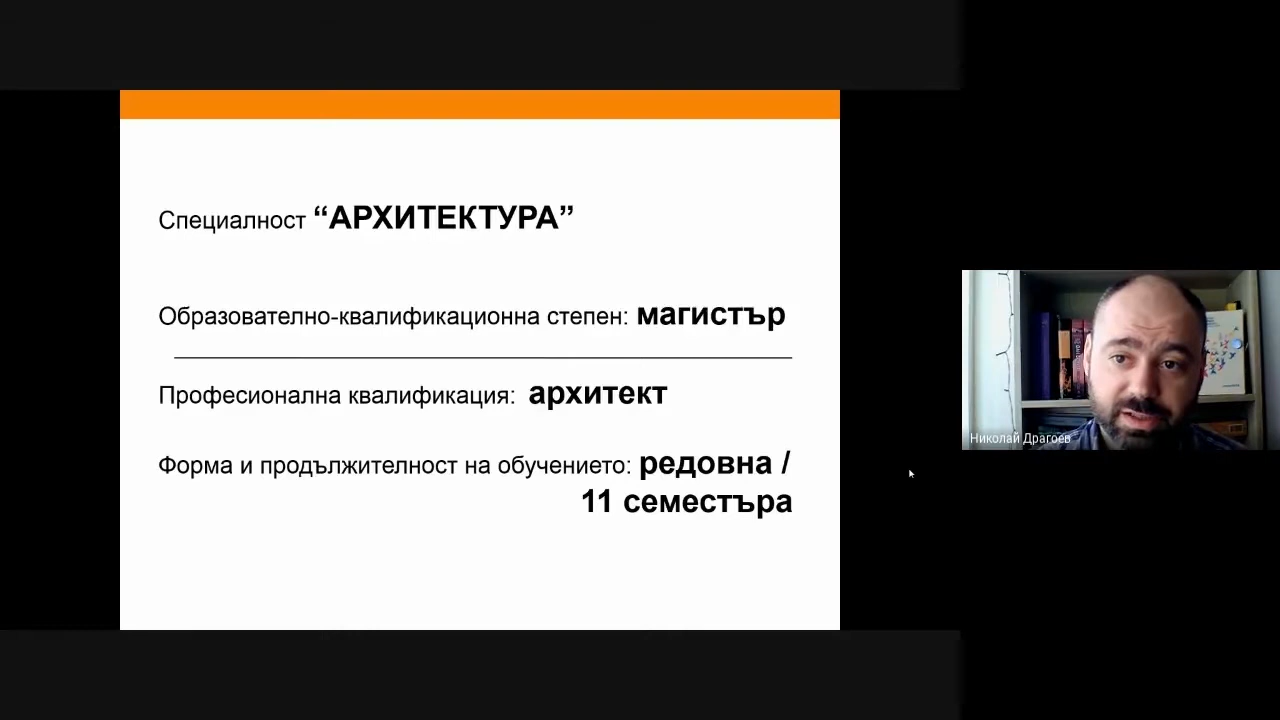 Специалност “АРХИТЕКТУРА”
Образователно-квалификационна степен: магистър
Професионална квалификация: архитект
Форма и продължителност на обучението: редовна /
11 семестъра
Николай Драгоев